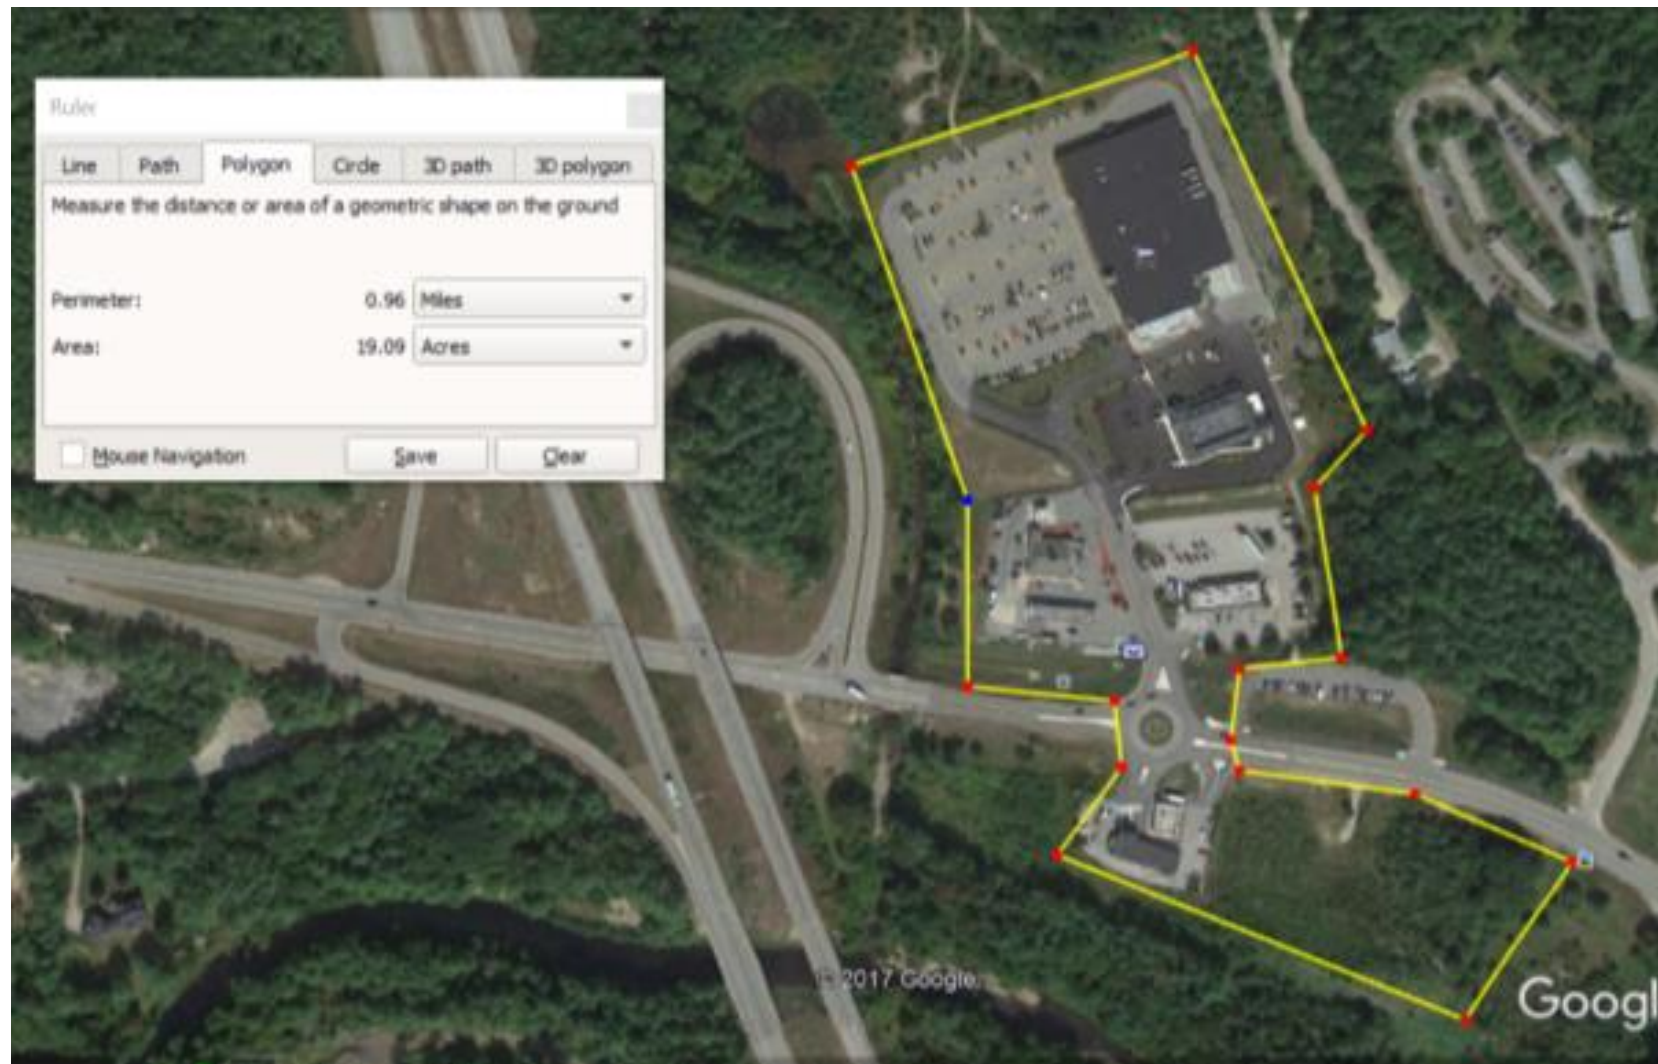 Ruler
Line Path Polygon Circle 3D path 3D polygon
Measure the distance or area of a geometric shape on the ground
Perimeter: 0.96 Miles
Area: 19.09 Acres
Mouse Navigation Save Clear
© 2017 Google
Googl